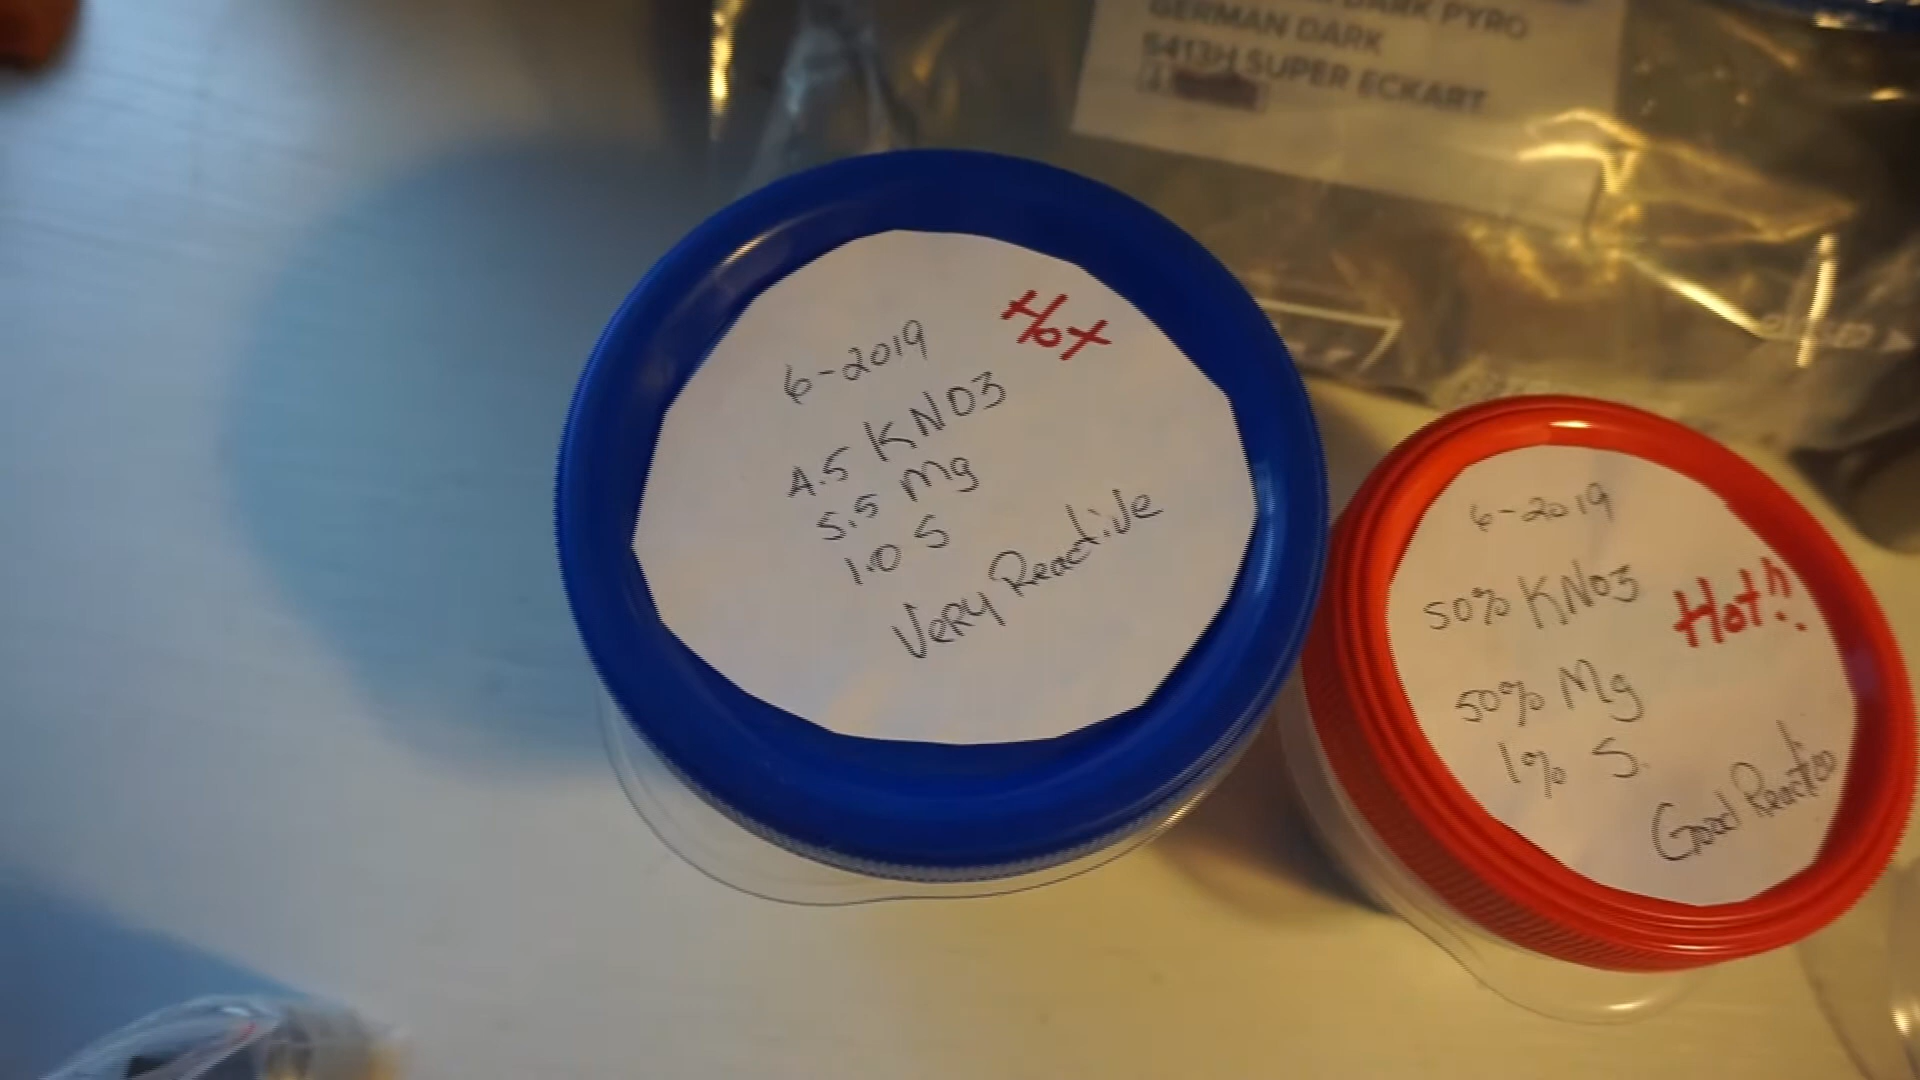 DARK PYRO
GERMAN DARK
5413H SUPER ECKART
Hot
6-2019
4.5 KNO3
5.5 Mg
1.0 S
Very Reactive
6-2019
50% KNO3
Hot!!
50% Mg
1% S
Good Reaction